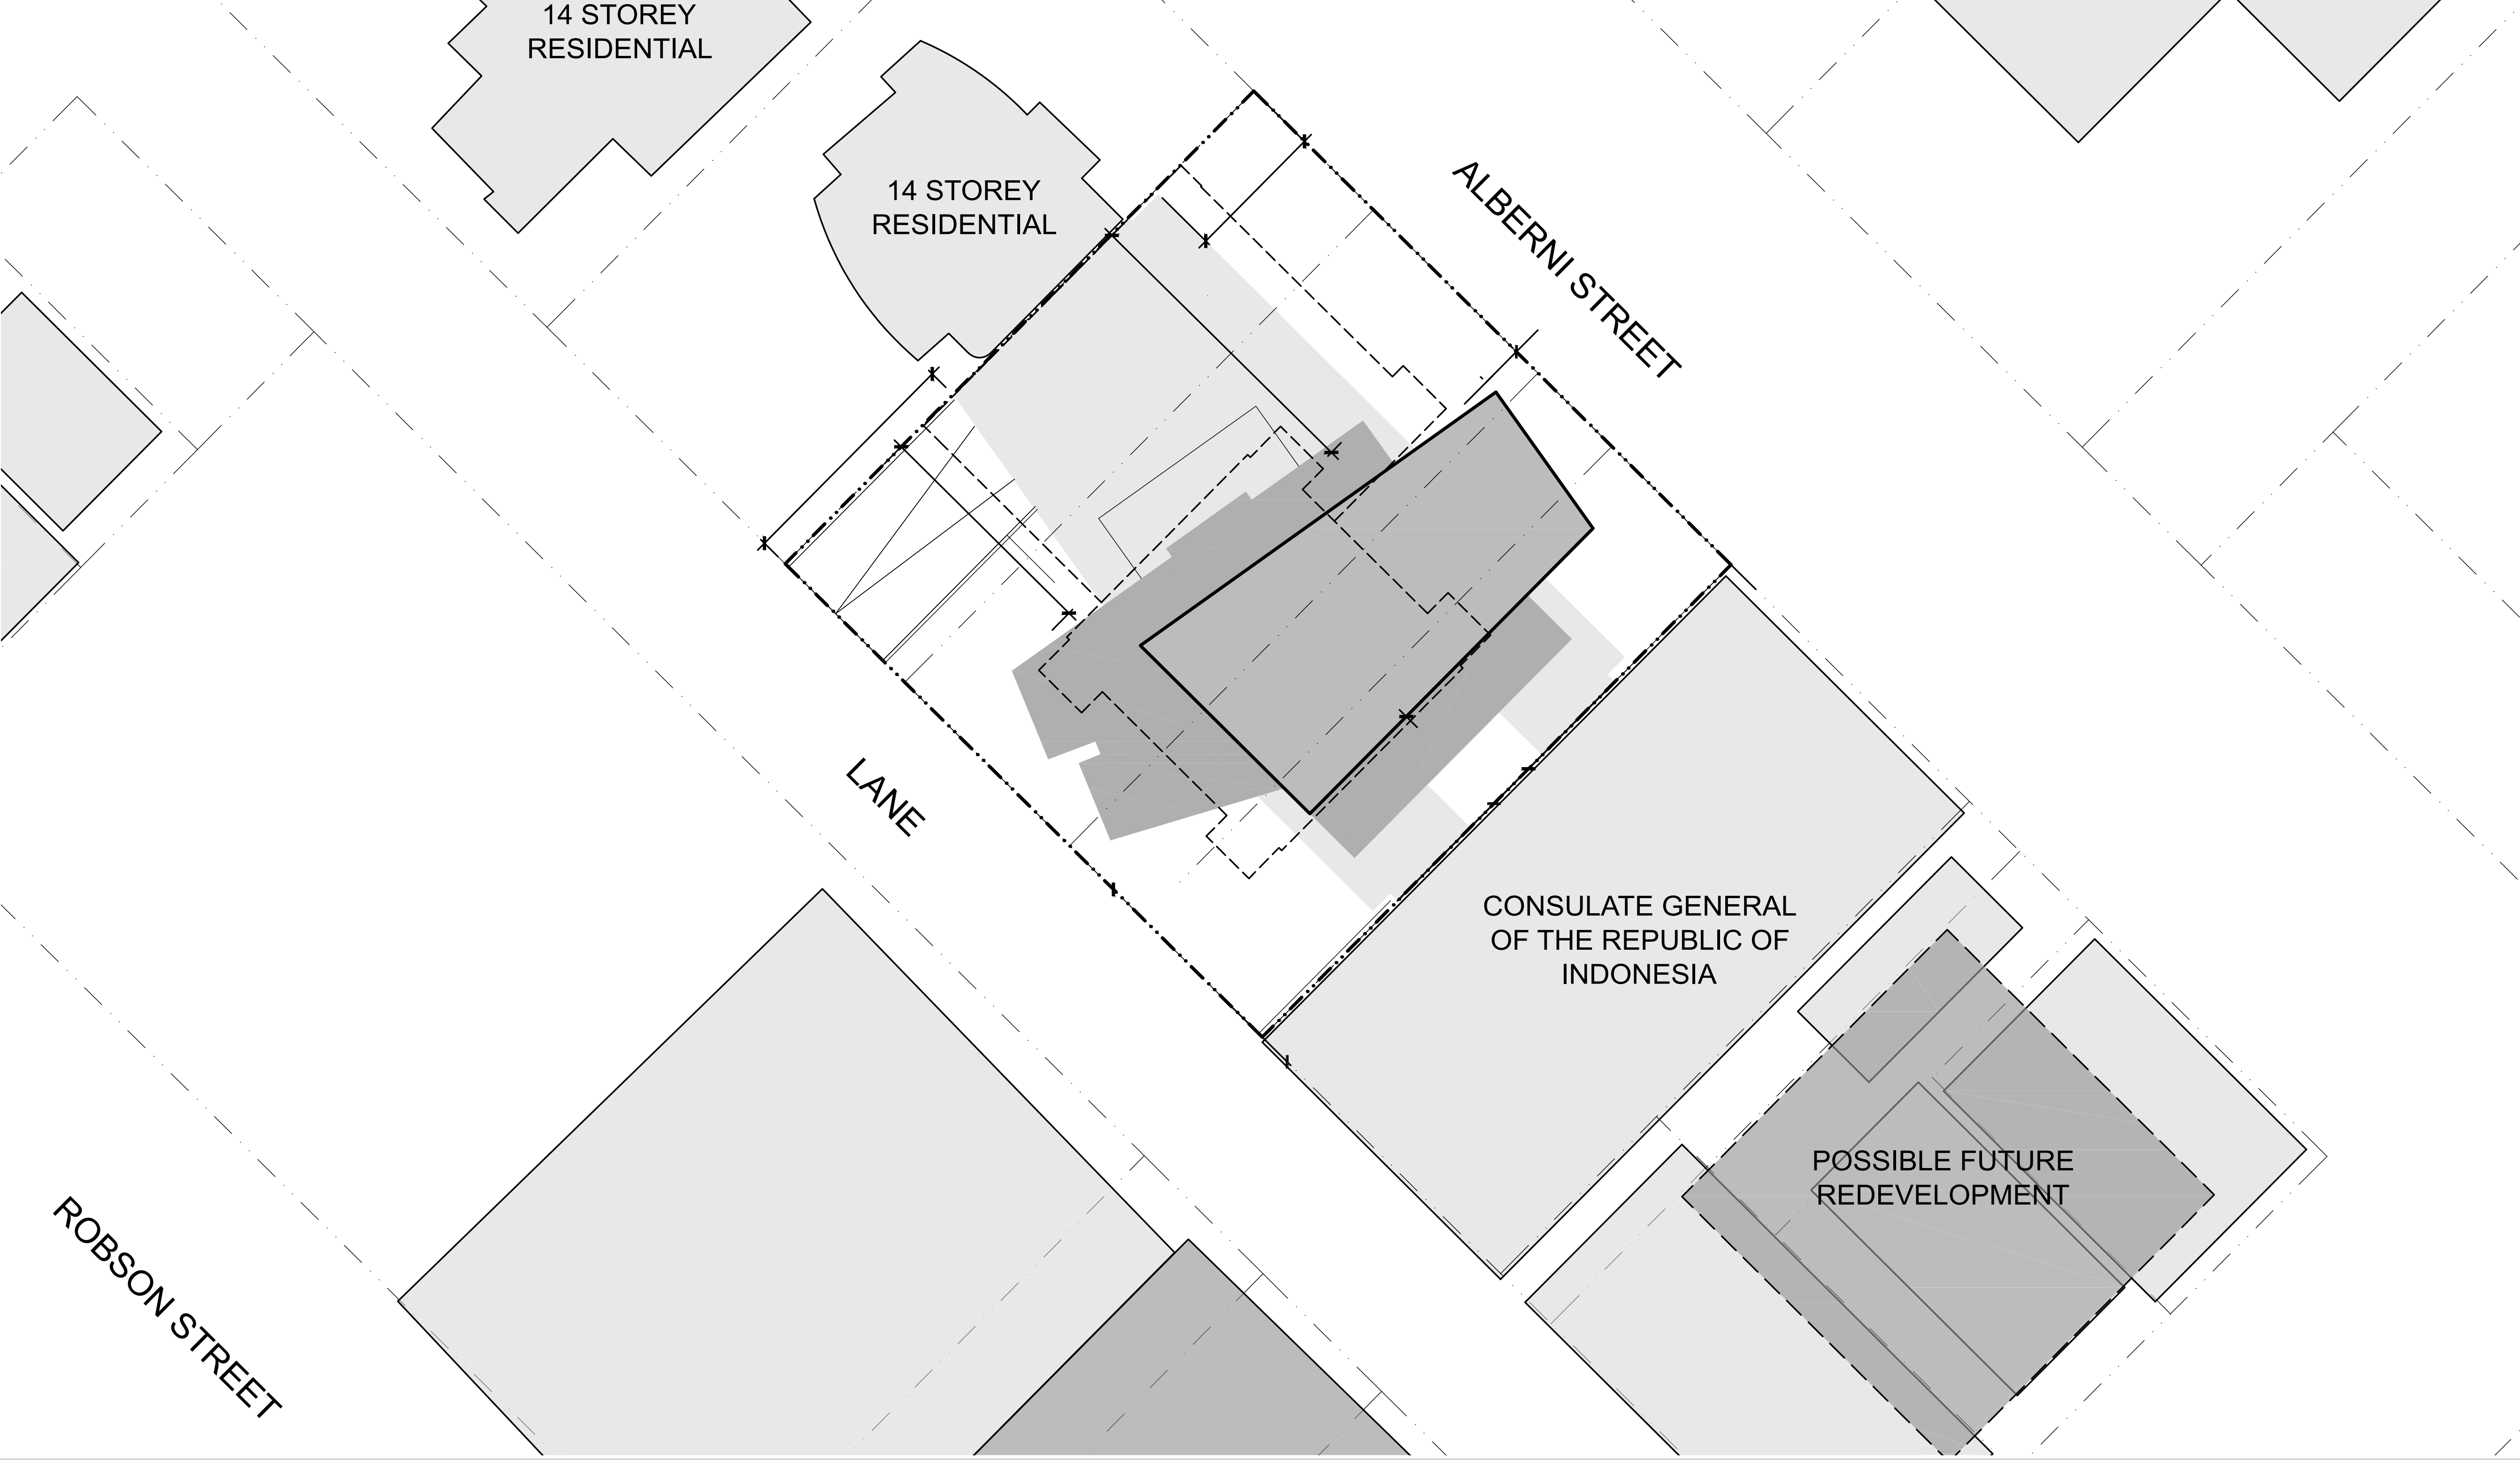 14 STOREY
RESIDENTIAL
14 STOREY
RESIDENTIAL
ALBERNI STREET
LANE
CONSULATE GENERAL
OF THE REPUBLIC OF
INDONESIA
POSSIBLE FUTURE
REDEVELOPMENT
ROBSON STREET